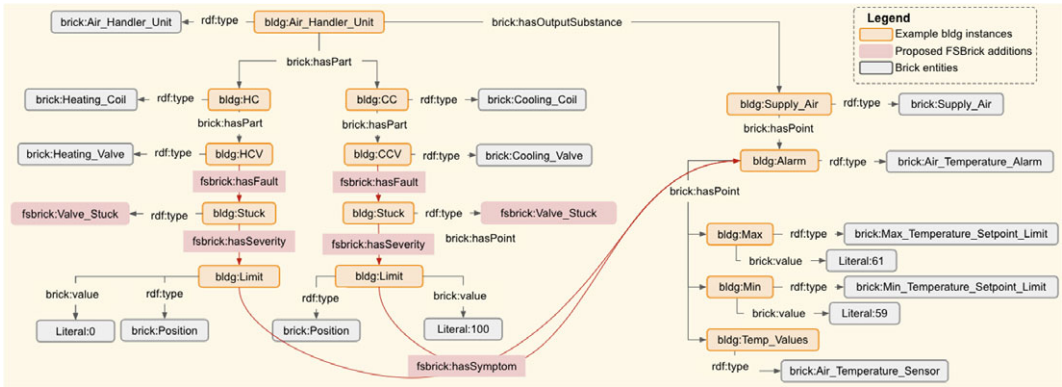 brick:Air_Handler_Unit
rdf:type
bldg:Air_Handler_Unit
brick:hasOutputSubstance
Legend
Example bldg instances
Proposed FSBrick additions
Brick entities
brick:hasPart
brick:Heating_Coil
rdf:type
bldg:HC
bldg:CC
rdf:type
brick:Cooling_Coil
bldg:Supply_Air
rdf:type
brick:Supply_Air
brick:hasPart
brick:hasPart
brick:hasPoint
brick:Heating_Valve
rdf:type
bldg:HCV
bldg:CCV
rdf:type
brick:Cooling_Valve
bldg:Alarm
rdf:type
brick:Air_Temperature_Alarm
fsbrick:hasFault
fsbrick:hasFault
brick:hasPoint
fsbrick:Valve_Stuck
rdf:type
bldg:Stuck
bldg:Stuck
rdf:type
fsbrick:Valve_Stuck
fsbrick:hasSeverity
fsbrick:hasSeverity
brick:hasPoint
bldg:Max
rdf:type
brick:Max_Temperature_Setpoint_Limit
brick:value
Literal:61
bldg:Limit
bldg:Limit
bldg:Min
rdf:type
brick:Min_Temperature_Setpoint_Limit
brick:value
rdf:type
rdf:type
brick:value
brick:value
Literal:59
Literal:0
brick:Position
brick:Position
Literal:100
bldg:Temp_Values
fsbrick:hasSymptom
rdf:type
brick:Air_Temperature_Sensor